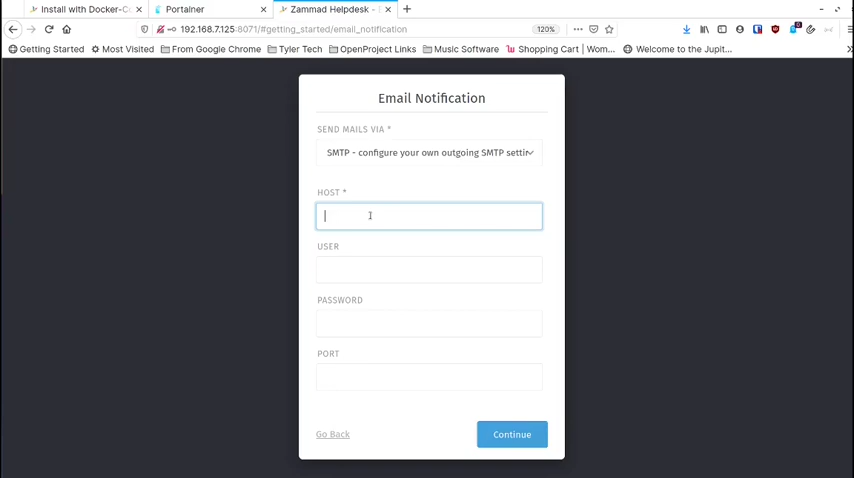 Install with Docker-C
Portainer
Zammad Helpdesk -
192.168.7.125:8071/#getting_started/email_notification
120%
Getting Started
Most Visited
From Google Chrome
Tyler Tech
OpenProject Links
Music Software
Shopping Cart | Wom...
Welcome to the Jupit...
Email Notification
SEND MAILS VIA *
SMTP - configure your own outgoing SMTP settin
HOST *
USER
PASSWORD
PORT
Go Back
Continue